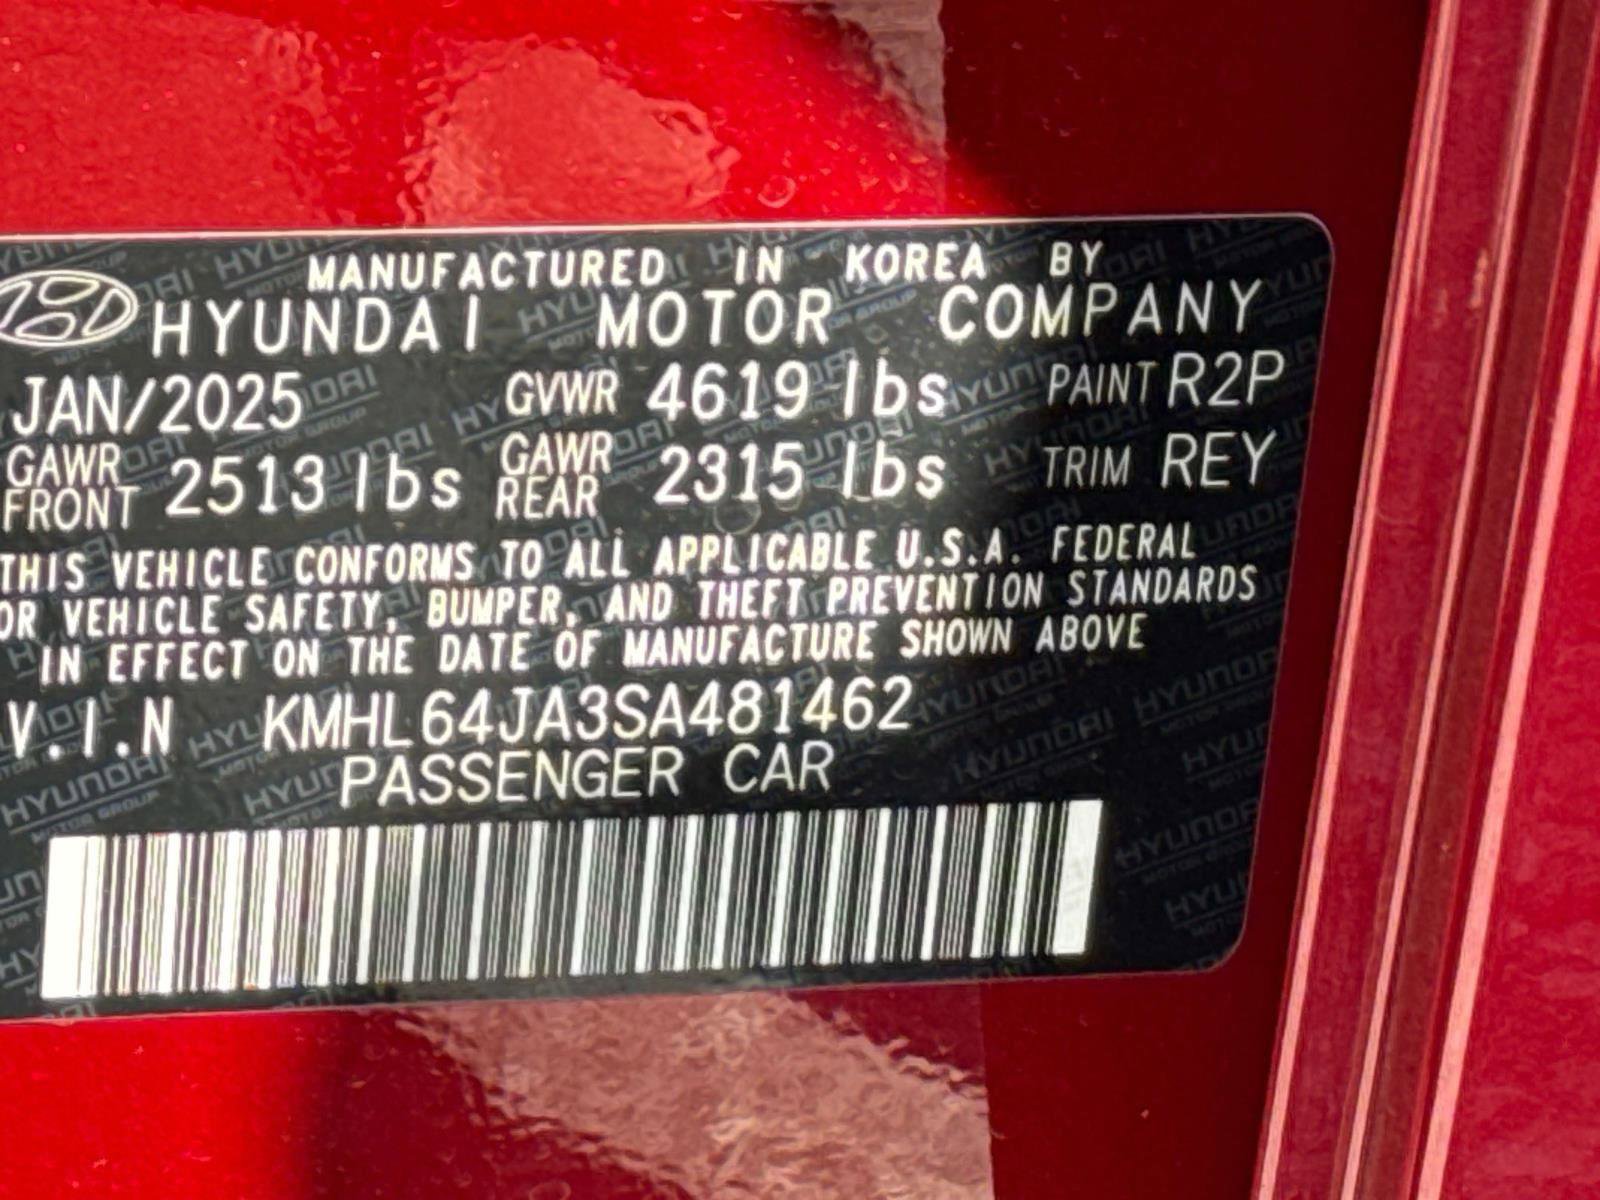 MANUFACTURED IN KOREA BY
HYUNDAI MOTOR COMPANY
JAN/2025 GVWR 4619 lbs PAINT R2P
GAWR FRONT 2513 lbs GAWR REAR 2315 lbs TRIM REY
THIS VEHICLE CONFORMS TO ALL APPLICABLE U.S.A. FEDERAL
OR VEHICLE SAFETY, BUMPER, AND THEFT PREVENTION STANDARDS
IN EFFECT ON THE DATE OF MANUFACTURE SHOWN ABOVE
V.I.N KMHL64JA3SA481462
PASSENGER CAR